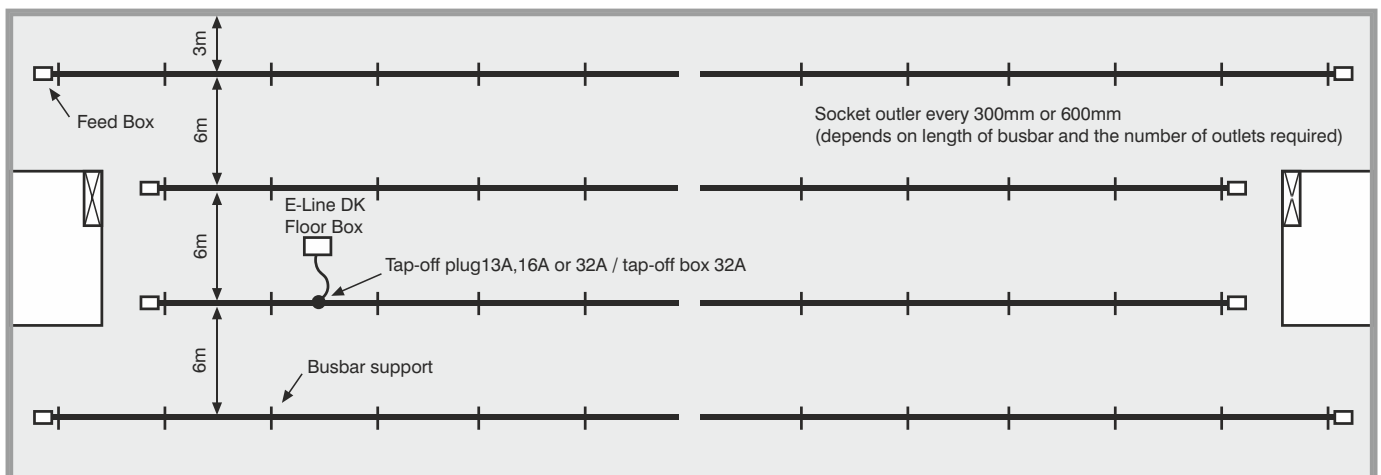 3m
Feed Box
6m
Socket outler every 300mm or 600mm
(depends on length of busbar and the number of outlets required)
E-Line DK
Floor Box
6m
Tap-off plug13A,16A or 32A / tap-off box 32A
6m
Busbar support